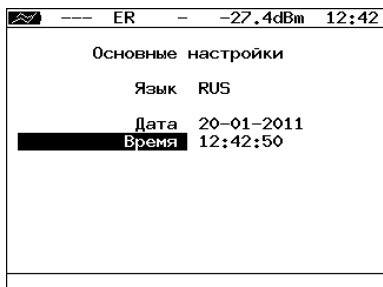 --- ER - -27.4dBm 12:42
Основные настройки
Язык RUS
Дата 20-01-2011
Время 12:42:50